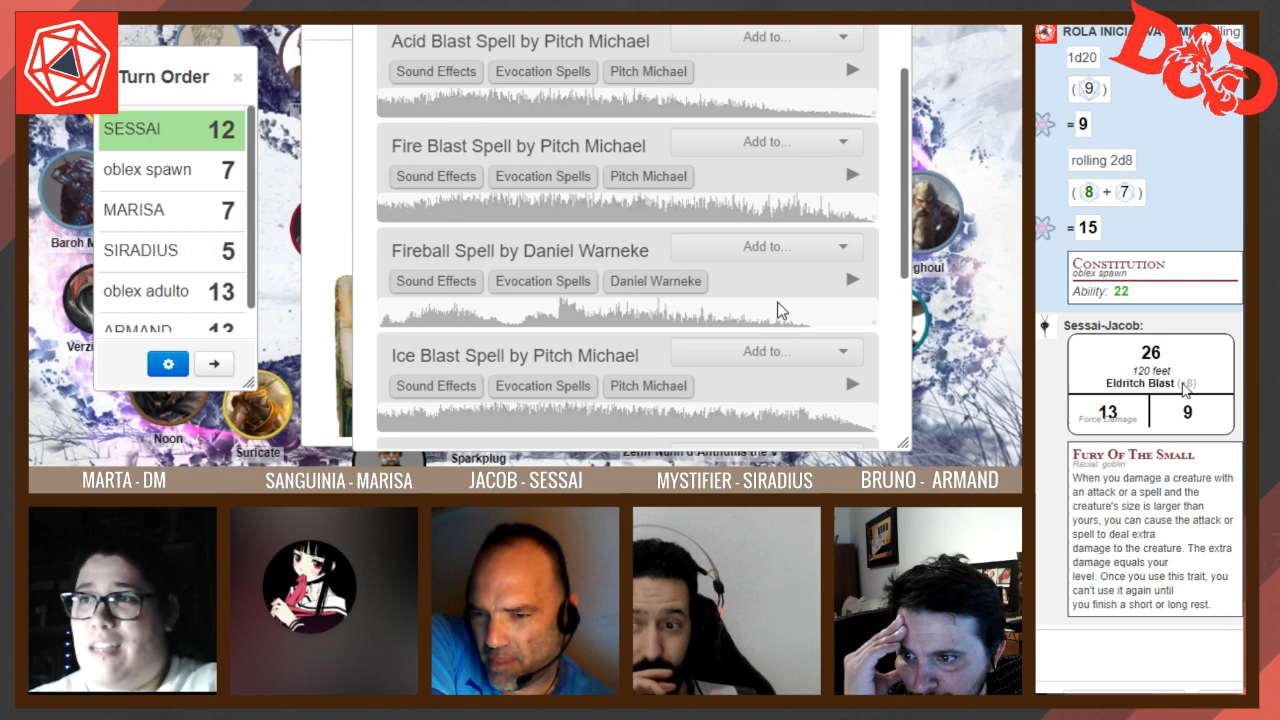 Turn Order ×
SESSAI 12
oblex spawn 7
MARISA 7
SIRADIUS 5
oblex adulto 13
ARMAND 13
Baroh
Verzi
Noon
Suricate
Acid Blast Spell by Pitch Michael
Add to...
Sound Effects Evocation Spells Pitch Michael
Fire Blast Spell by Pitch Michael
Add to...
Sound Effects Evocation Spells Pitch Michael
Fireball Spell by Daniel Warneke
Add to...
Sound Effects Evocation Spells Daniel Warneke
Ice Blast Spell by Pitch Michael
Add to...
Sound Effects Evocation Spells Pitch Michael
ghoul
Sparkplug
MARTA - DM
SANGUINIA - MARISA
JACOB - SESSAI
MYSTIFIER - SIRADIUS
BRUNO - ARMAND
ROLA INICI
1d20
( 9 )
= 9
rolling 2d8
( 8 + 7 )
= 15
CONSTITUTION
oblex spawn
Ability: 22
Sessai-Jacob:
26
120 feet
Eldritch Blast
13 9
Force Damage
FURY OF THE SMALL
Racial: goblin
When you damage a creature with
an attack or a spell and the
creature's size is larger than
yours, you can cause the attack or
spell to deal extra
damage to the creature. The extra
damage equals your
level. Once you use this trait, you
can't use it again until
you finish a short or long rest.
D&D